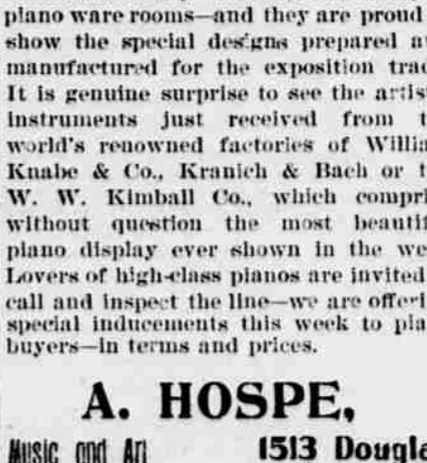 piano ware rooms—and they are proud
show the special designs prepared a
manufactured for the exposition trad
It is genuine surprise to see the artis
instruments just received from t
world's renowned factories of Willia
Knabe & Co., Kranich & Bach or t
W. W. Kimball Co., which compri
without question the most beautif
piano display ever shown in the we
Lovers of high-class pianos are invited
call and inspect the line—we are offeri
special inducements this week to pia
buyers—in terms and prices.
A. HOSPE,
Music and Art 1513 Dougla